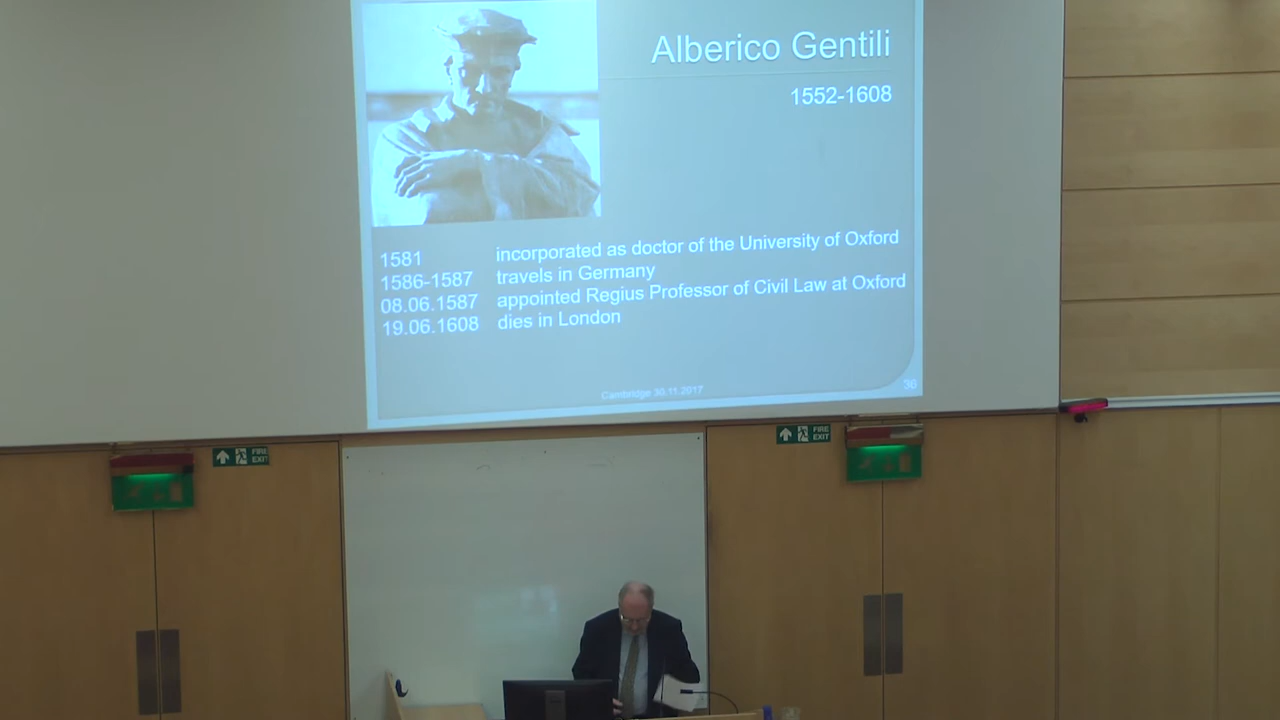 Alberico Gentili
1552-1608
1581 incorporated as doctor of the University of Oxford
1586-1587 travels in Germany
08.06.1587 appointed Regius Professor of Civil Law at Oxford
19.06.1608 dies in London
Cambridge 30.11.2017
36
FIRE
EXIT
FIRE
EXIT